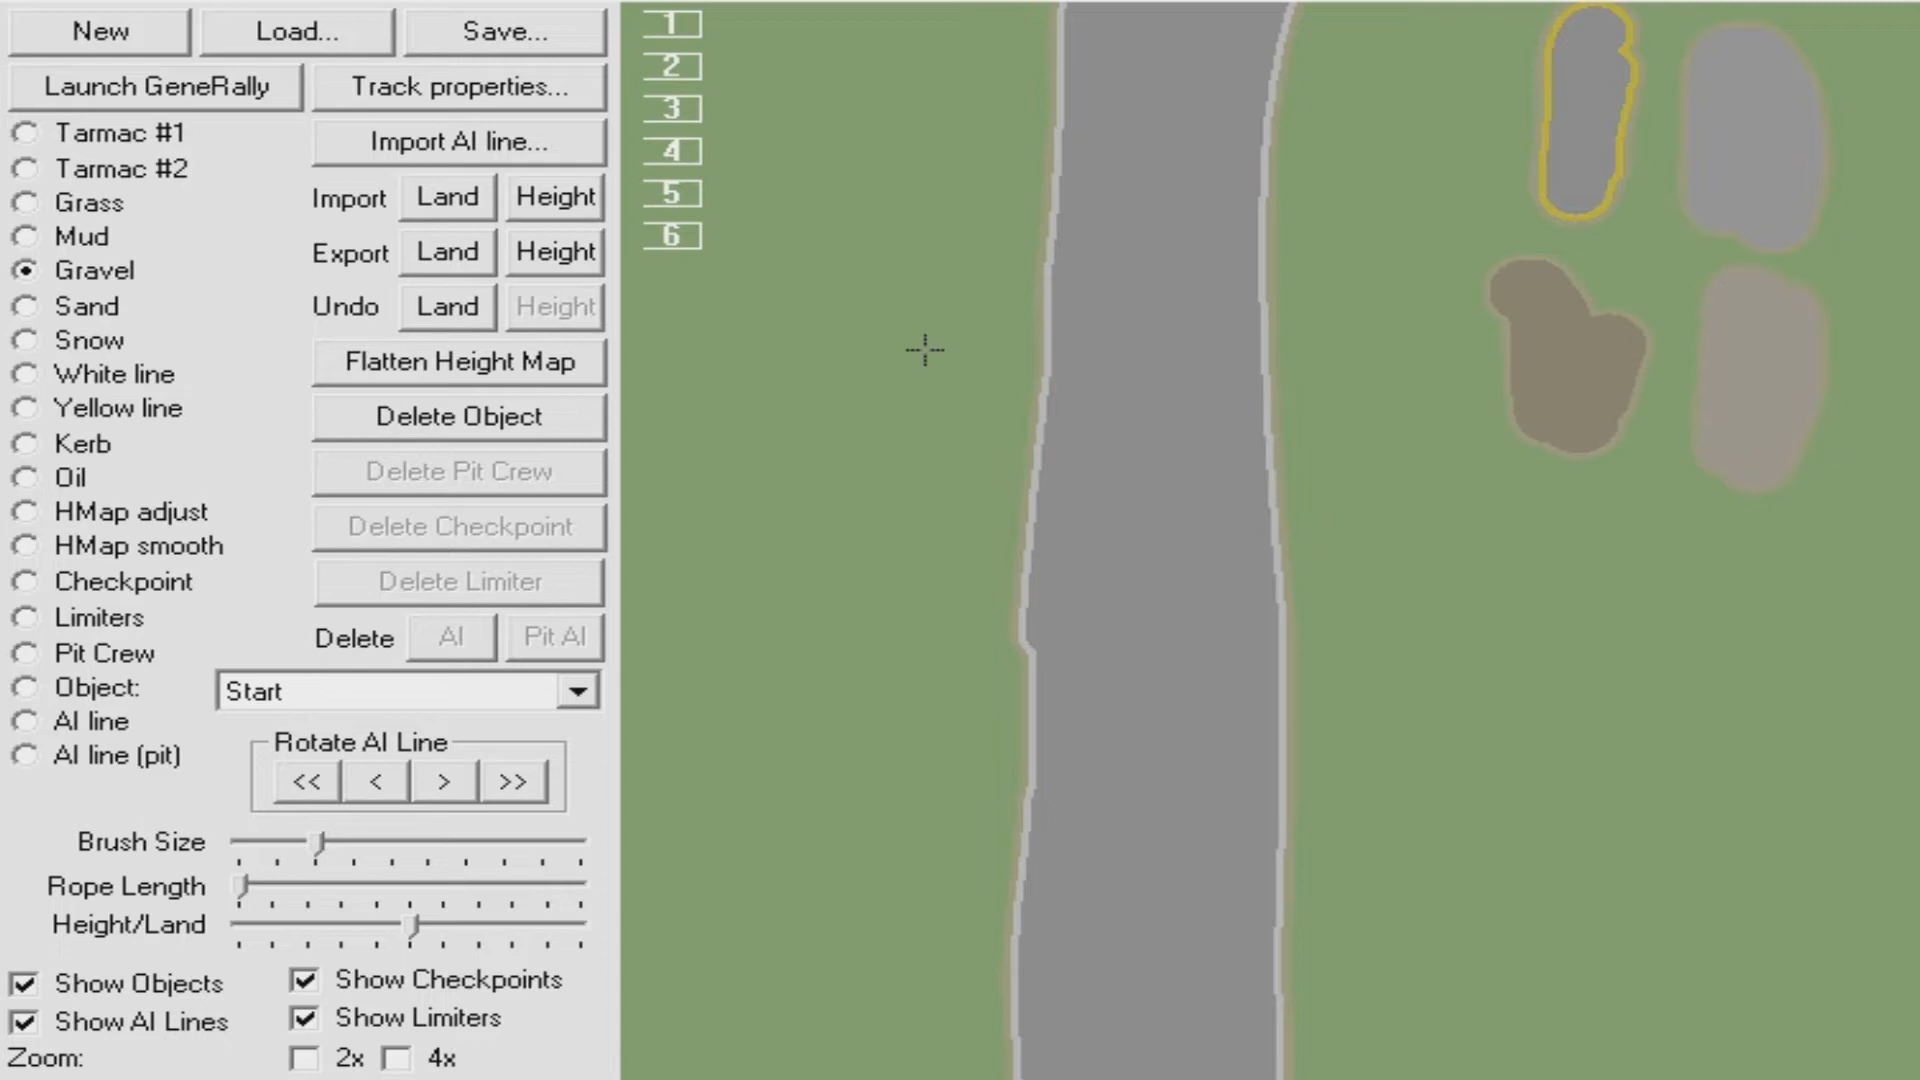 New Load... Save...
Launch GeneRally Track properties...
Tarmac #1 Import AI line...
Tarmac #2
Import Land Height
Grass
Mud
Export Land Height
Gravel
Sand Undo Land Height
Snow
Flatten Height Map
White line
Yellow line Delete Object
Kerb
Oil Delete Pit Crew
HMap adjust
Delete Checkpoint
HMap smooth
Checkpoint Delete Limiter
Limiters
Delete AI Pit AI
Pit Crew
Object: Start
AI line
Rotate AI Line
AI line (pit)
<< < > >>
Brush Size
Rope Length
Height/Land
Show Objects Show Checkpoints
Show AI Lines Show Limiters
Zoom: 2x 4x
1
2
3
4
5
6